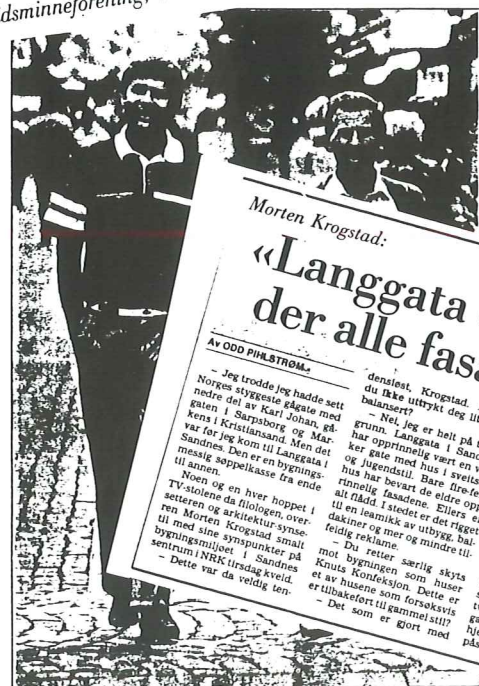 dsminneforening,
Morten Krogstad:
«Langgata
der alle fas
Av ODD PIHLSTRØM
– Jeg trodde jeg hadde sett
Norges styggeste gågate med
nedre del av Karl Johan, gå-
gaten i Sarpsborg og Mar-
kens i Kristiansand. Men det
var før jeg kom til Langgata i
Sandnes. Den er en bygnings-
messig søppelkasse fra ende
til annen.
Noen og en hver hoppet i
TV-stolene da filologen, over-
setteren og arkitektur-synse-
ren Morten Krogstad smalt
til med sine synspunkter på
bygningsmiljøet i Sandnes
sentrum i NRK tirsdag kveld.
– Dette var da veldig ten-
densløst, Krogstad.
du ikke uttrykt deg lit
balansert?
– Nei, jeg er helt på t
grunn. Langgata i Sand
har opprinnelig vært en v
ker gate med hus i sveits
og jugendstil. Bare fire-fe
hus har bevart de eldre opp
rinnelig fasadene. Ellers e
alt flådd. I stedet er det rigget
til en leamikk av utbygg, bal-
dakiner og mer og mindre til-
feldig reklame.
– Du retter særlig skyts
mot bygningen som huser
Knuts Konfeksjon. Dette er
et av husene som forsøksvis
er tilbakeført til gammel stil?
– Det som er gjort med